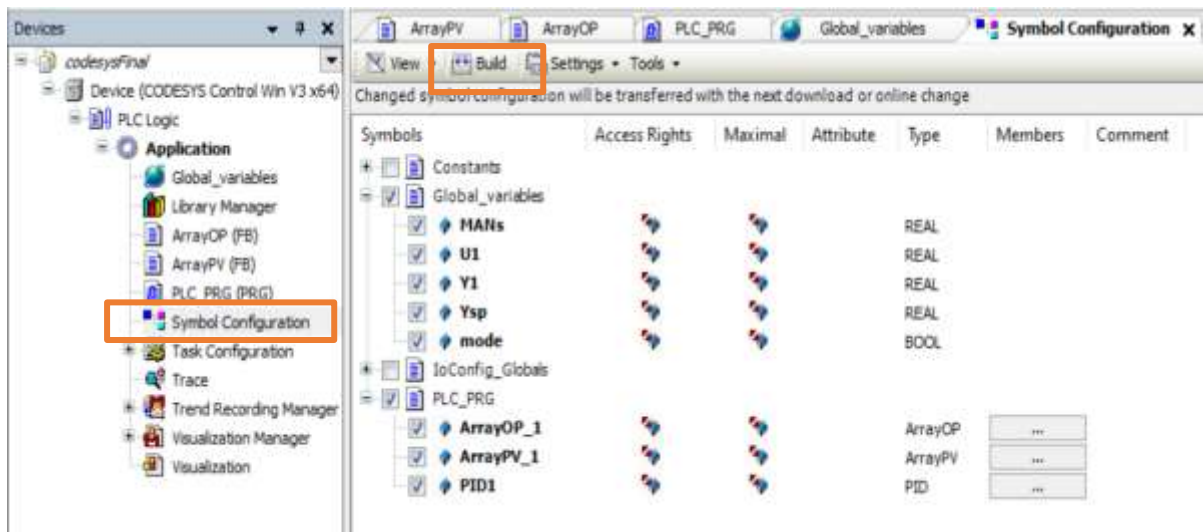 Devices
codesysFinal
Device (CODESYS Control Win V3 x64)
PLC Logic
Application
Global_variables
Library Manager
ArrayOP (FB)
ArrayPV (FB)
PLC_PRG (PRG)
Symbol Configuration
Task Configuration
Trace
Trend Recording Manager
Visualization Manager
Visualization
ArrayPV ArrayOP PLC_PRG Global_variables Symbol Configuration X
View Build Settings Tools
Changed symbol configuration will be transferred with the next download or online change
Symbols Access Rights Maximal Attribute Type Members Comment
Constants
Global_variables
MANs REAL
U1 REAL
Y1 REAL
Ysp REAL
mode BOOL
IoConfig_Globals
PLC_PRG
ArrayOP_1 ArrayOP ...
ArrayPV_1 ArrayPV ...
PID1 PID ...